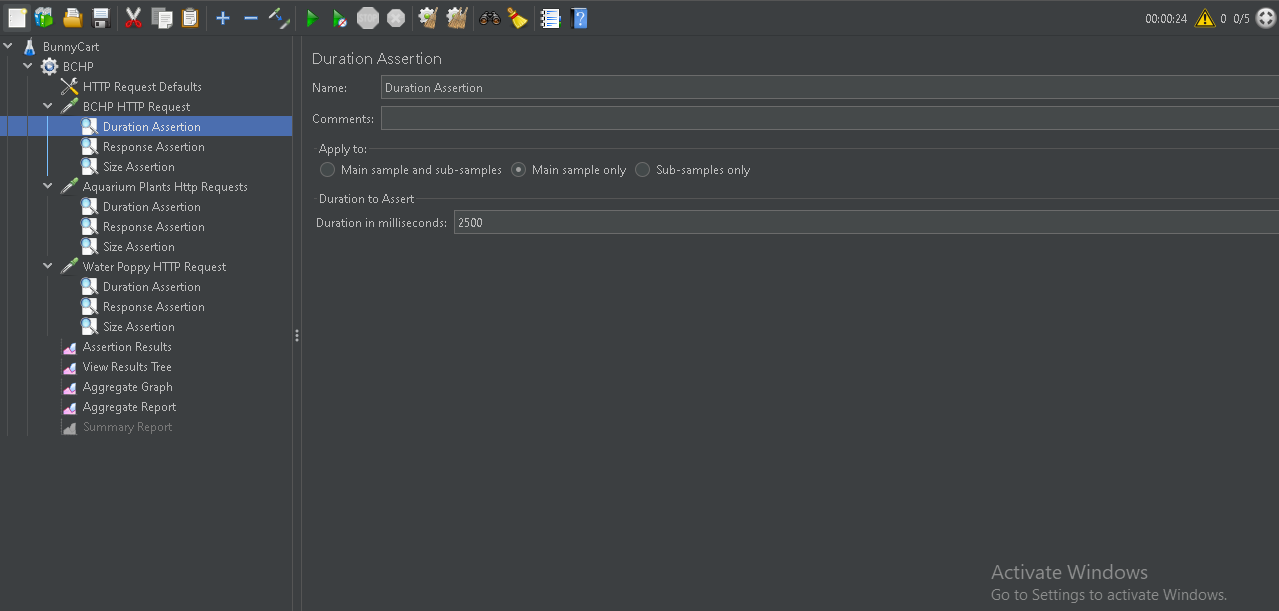 00:00:24 0 0/5
BunnyCart
BCHP
HTTP Request Defaults
BCHP HTTP Request
Duration Assertion
Response Assertion
Size Assertion
Aquarium Plants Http Requests
Duration Assertion
Response Assertion
Size Assertion
Water Poppy HTTP Request
Duration Assertion
Response Assertion
Size Assertion
Assertion Results
View Results Tree
Aggregate Graph
Aggregate Report
Summary Report
Duration Assertion
Name: Duration Assertion
Comments:
Apply to:
Main sample and sub-samples Main sample only Sub-samples only
Duration to Assert
Duration in milliseconds: 2500
Activate Windows
Go to Settings to activate Windows.